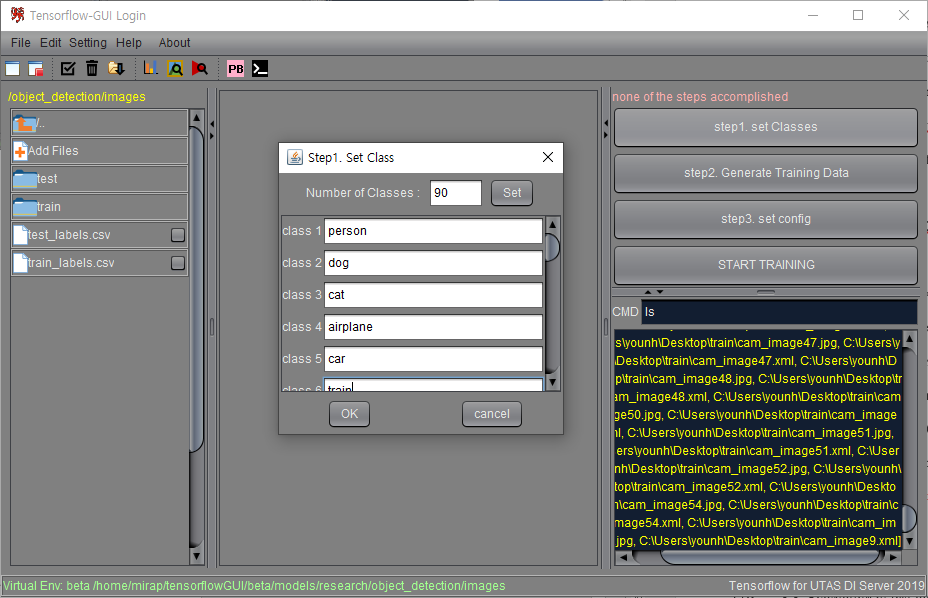 Tensorflow-GUI Login
File Edit Setting Help About
PB
/object_detection/images
/..
Add Files
test
train
test_labels.csv
train_labels.csv
Step1. Set Class
Number of Classes : 90 Set
class 1 person
class 2 dog
class 3 cat
class 4 airplane
class 5 car
class 6 train
OK cancel
none of the steps accomplished
step1. set Classes
step2. Generate Training Data
step3. set config
START TRAINING
CMD ls
s\younh\Desktop\train\cam_image47.jpg, C:\Users\y
\Desktop\train\cam_image47.xml, C:\Users\younh\D
p\train\cam_image48.jpg, C:\Users\younh\Desktop\tr
am_image48.xml, C:\Users\younh\Desktop\train\cam
ge50.jpg, C:\Users\younh\Desktop\train\cam_image
nl, C:\Users\younh\Desktop\train\cam_image51.jpg,
ers\younh\Desktop\train\cam_image51.xml, C:\User
nh\Desktop\train\cam_image52.jpg, C:\Users\younh\
top\train\cam_image52.xml, C:\Users\younh\Deskto
\train\cam_image54.jpg, C:\Users\younh\Desktop\train\c
mage54.xml, C:\Users\younh\Desktop\train\cam_im
jpg, C:\Users\younh\Desktop\train\cam_image9.xml]
Virtual Env: beta /home/mirap/tensorflowGUI/beta/models/research/object_detection/images
Tensorflow for UTAS DI Server 2019